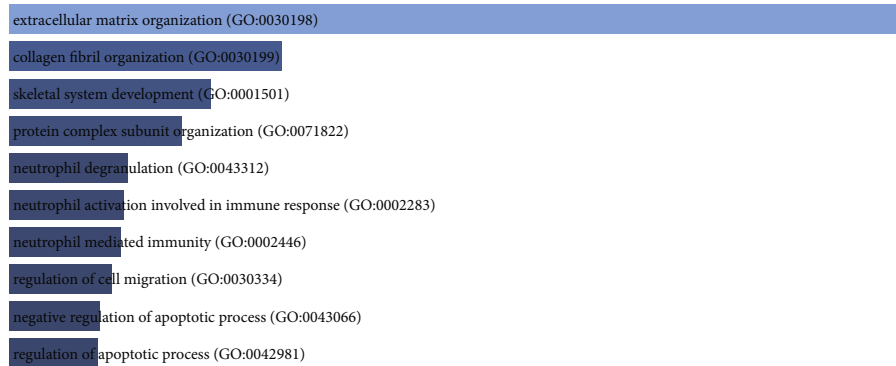 extracellular matrix organization (GO:0030198)
collagen fibril organization (GO:0030199)
skeletal system development (GO:0001501)
protein complex subunit organization (GO:0071822)
neutrophil degranulation (GO:0043312)
neutrophil activation involved in immune response (GO:0002283)
neutrophil mediated immunity (GO:0002446)
regulation of cell migration (GO:0030334)
negative regulation of apoptotic process (GO:0043066)
regulation of apoptotic process (GO:0042981)